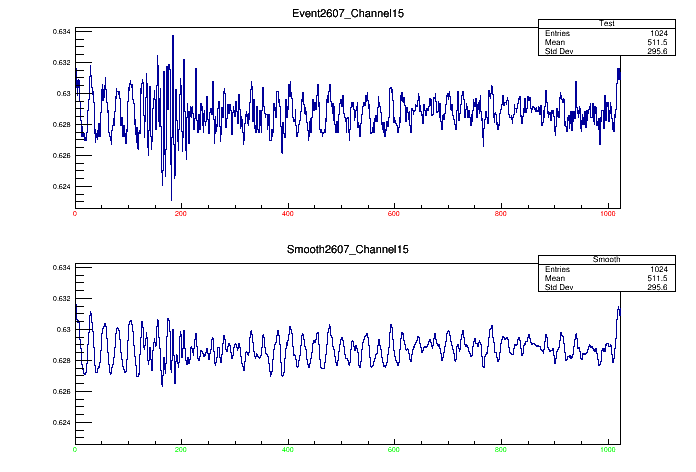 Event2607_Channel15
Test
Entries 1024
Mean 511.5
Std Dev 295.6
0.634
0.632
0.63
0.628
0.626
0.624
0 200 400 600 800 1000
Smooth2607_Channel15
Smooth
Entries 1024
Mean 511.5
Std Dev 295.6
0.634
0.632
0.63
0.628
0.626
0.624
0 200 400 600 800 1000